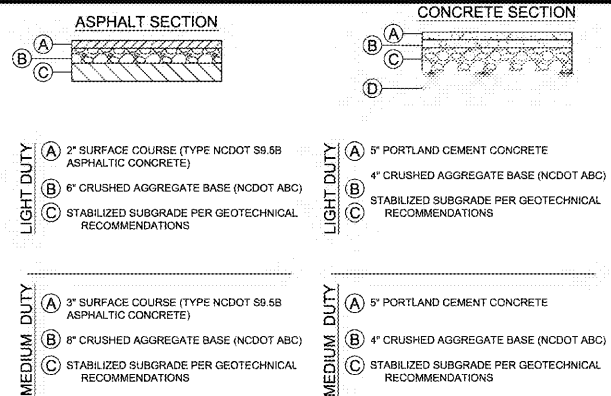 ASPHALT SECTION
A
B
C
LIGHT DUTY
A 2" SURFACE COURSE (TYPE NCDOT S9.5B
ASPHALTIC CONCRETE)
B 6" CRUSHED AGGREGATE BASE (NCDOT ABC)
C STABILIZED SUBGRADE PER GEOTECHNICAL
RECOMMENDATIONS
MEDIUM DUTY
A 3" SURFACE COURSE (TYPE NCDOT S9.5B
ASPHALTIC CONCRETE)
B 8" CRUSHED AGGREGATE BASE (NCDOT ABC)
C STABILIZED SUBGRADE PER GEOTECHNICAL
RECOMMENDATIONS
CONCRETE SECTION
A
B
C
D
LIGHT DUTY
A 5" PORTLAND CEMENT CONCRETE
B 4" CRUSHED AGGREGATE BASE (NCDOT ABC)
C STABILIZED SUBGRADE PER GEOTECHNICAL
RECOMMENDATIONS
MEDIUM DUTY
A 5" PORTLAND CEMENT CONCRETE
B 4" CRUSHED AGGREGATE BASE (NCDOT ABC)
C STABILIZED SUBGRADE PER GEOTECHNICAL
RECOMMENDATIONS